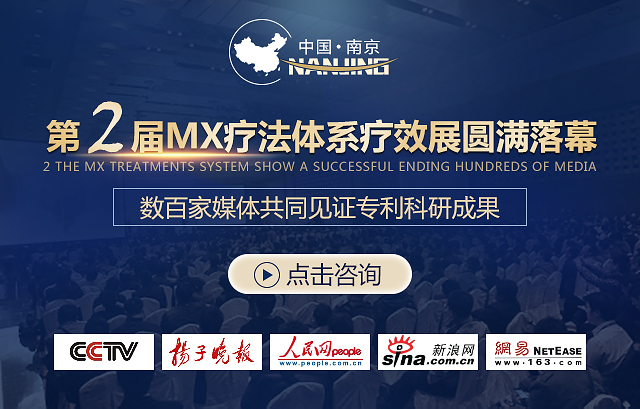 中国·南京
NANJING
第2届MX疗法体系疗效展圆满落幕
2 THE MX TREATMENTS SYSTEM SHOW A SUCCESSFUL ENDING HUNDREDS OF MEDIA
数百家媒体共同见证专利科研成果
点击咨询
CCTV
扬子晚报
人民网 people
www.people.com.cn
sina 新浪网
.com.cn
網易 NETEASE
www.163.com